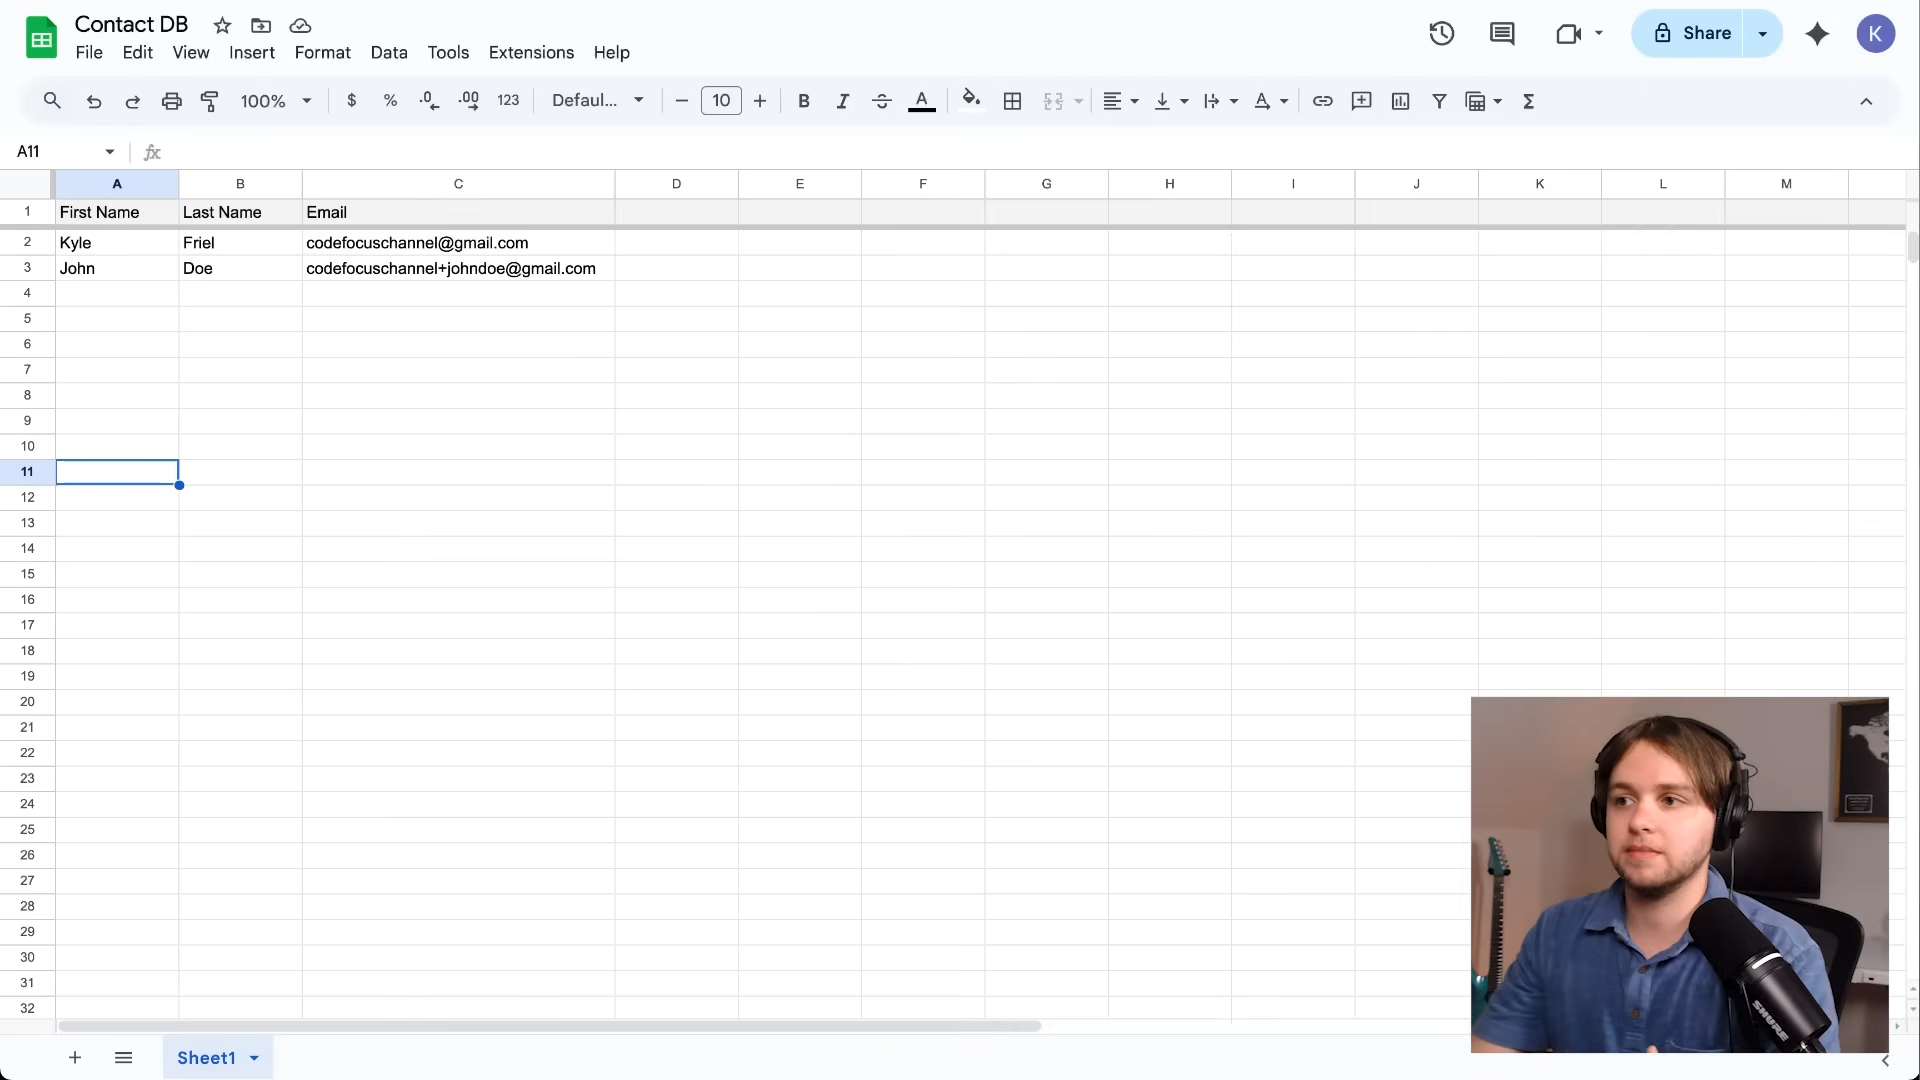 Contact DB
File Edit View Insert Format Data Tools Extensions Help
Share
K
100% $ % .0 .00 123 Defaul... 10 B I A
A11 fx
A B C D E F G H I J K L M
1 First Name Last Name Email
2 Kyle Friel codefocuschannel@gmail.com
3 John Doe codefocuschannel+johndoe@gmail.com
4
5
6
7
8
9
10
11
12
13
14
15
16
17
18
19
20
21
22
23
24
25
26
27
28
29
30
31
32
SHURE
Sheet1